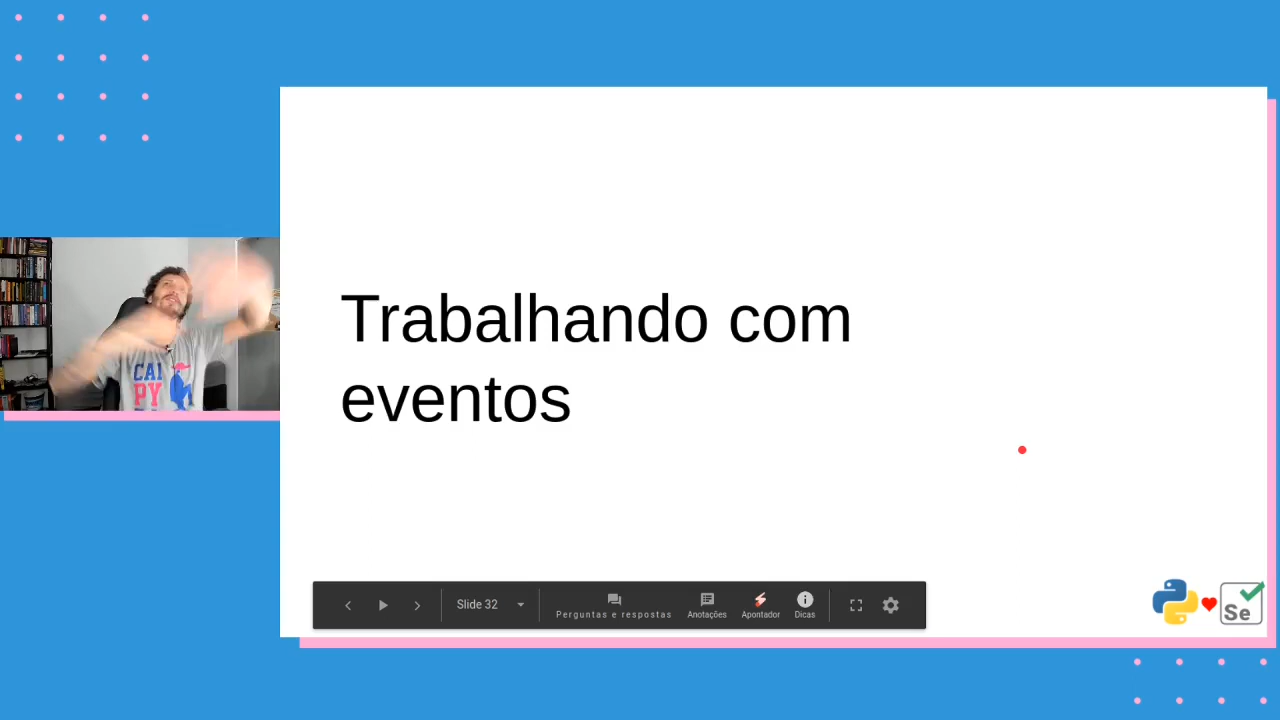 Trabalhando com
eventos
CAI
PY
Slide 32
Perguntas e respostas
Anotações
Apontador
Dicas
Se